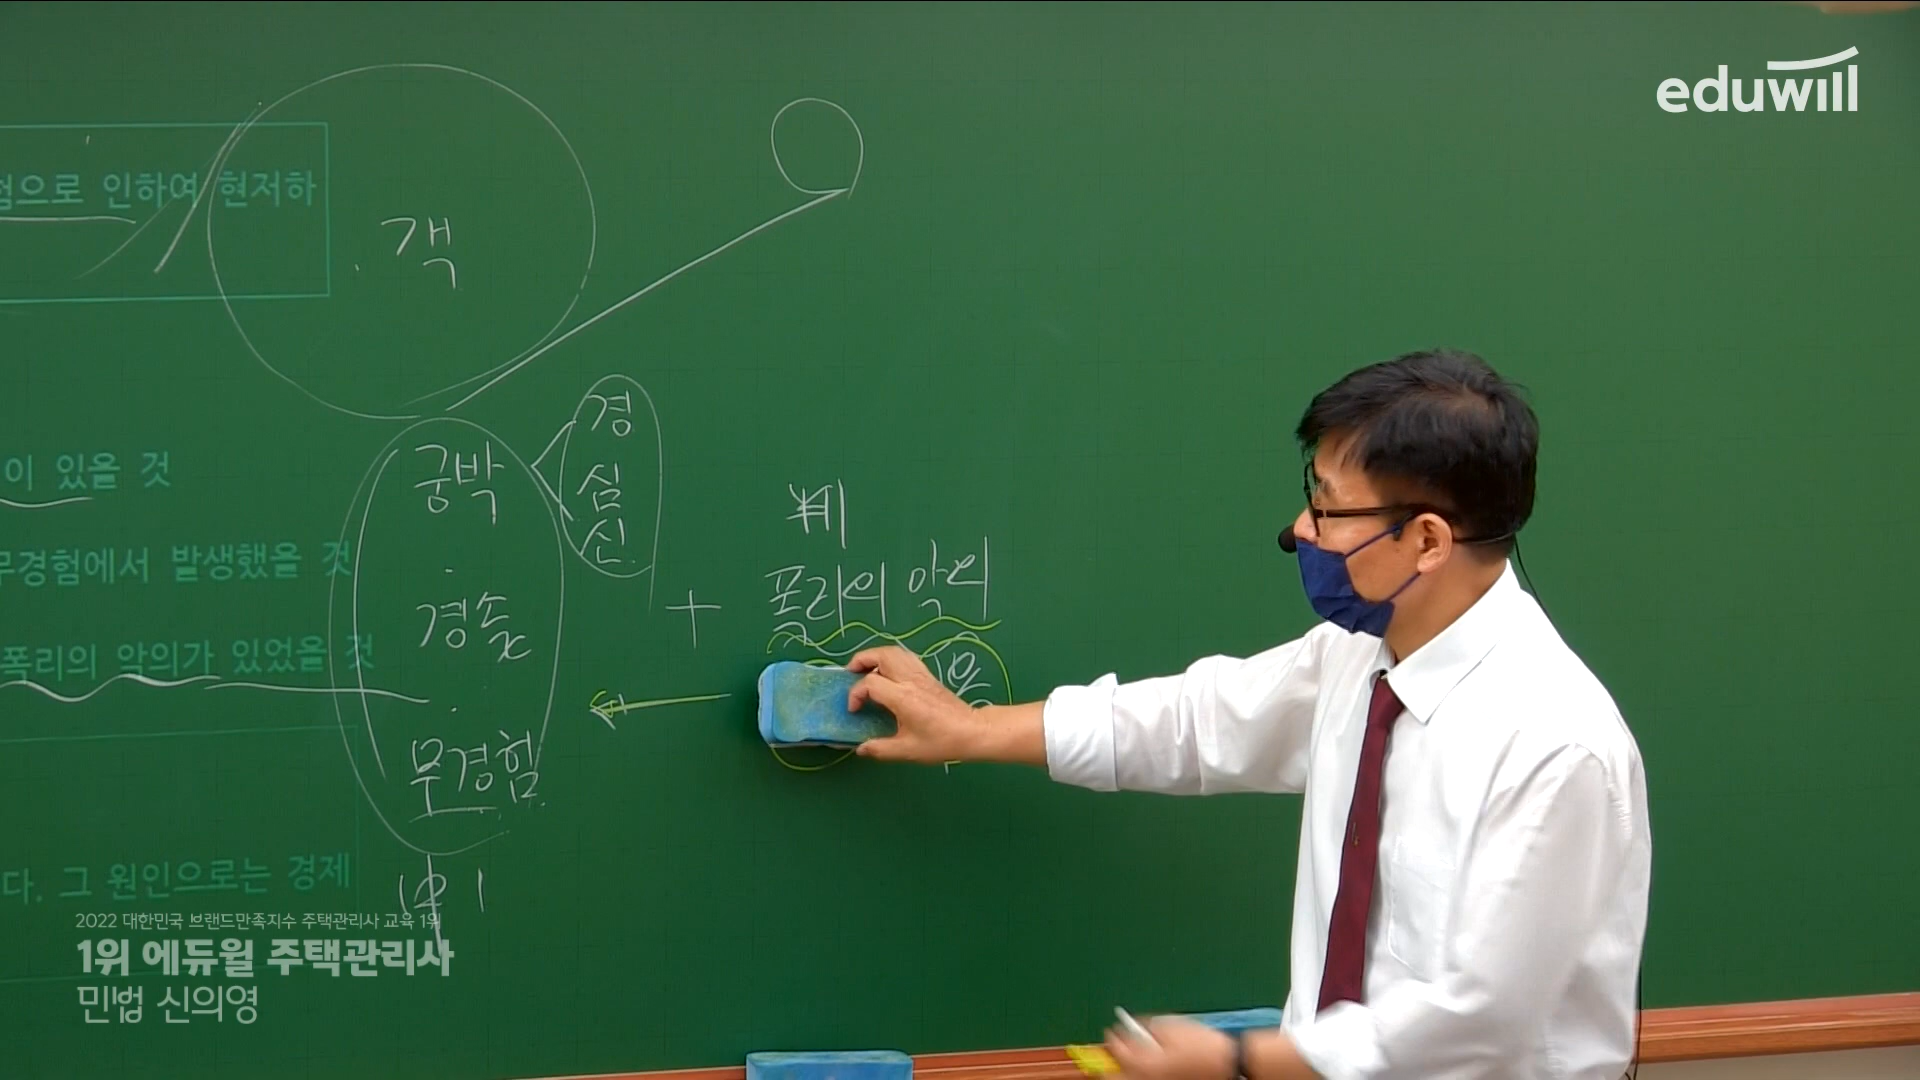 eduwill
험으로 인하여 현저하
객
이 있을 것
궁박
경
심
신
무경험에서 발생했을 것
경솔
+
폭리의 악의
폭리의 악의가 있었을 것
무경험
다. 그 원인으로는 경제
2022 대한민국 브랜드만족지수 주택관리사 교육 1위
1위 에듀윌 주택관리사
민법 신의영